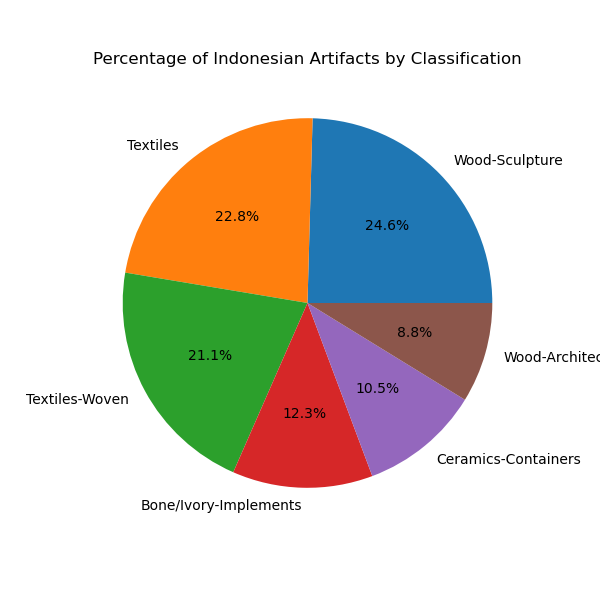 Percentage of Indonesian Artifacts by Classification
Textiles
Wood-Sculpture
22.8%
24.6%
8.8%
21.1%
Wood-Architec
10.5%
Textiles-Woven
12.3%
Ceramics-Containers
Bone/Ivory-Implements